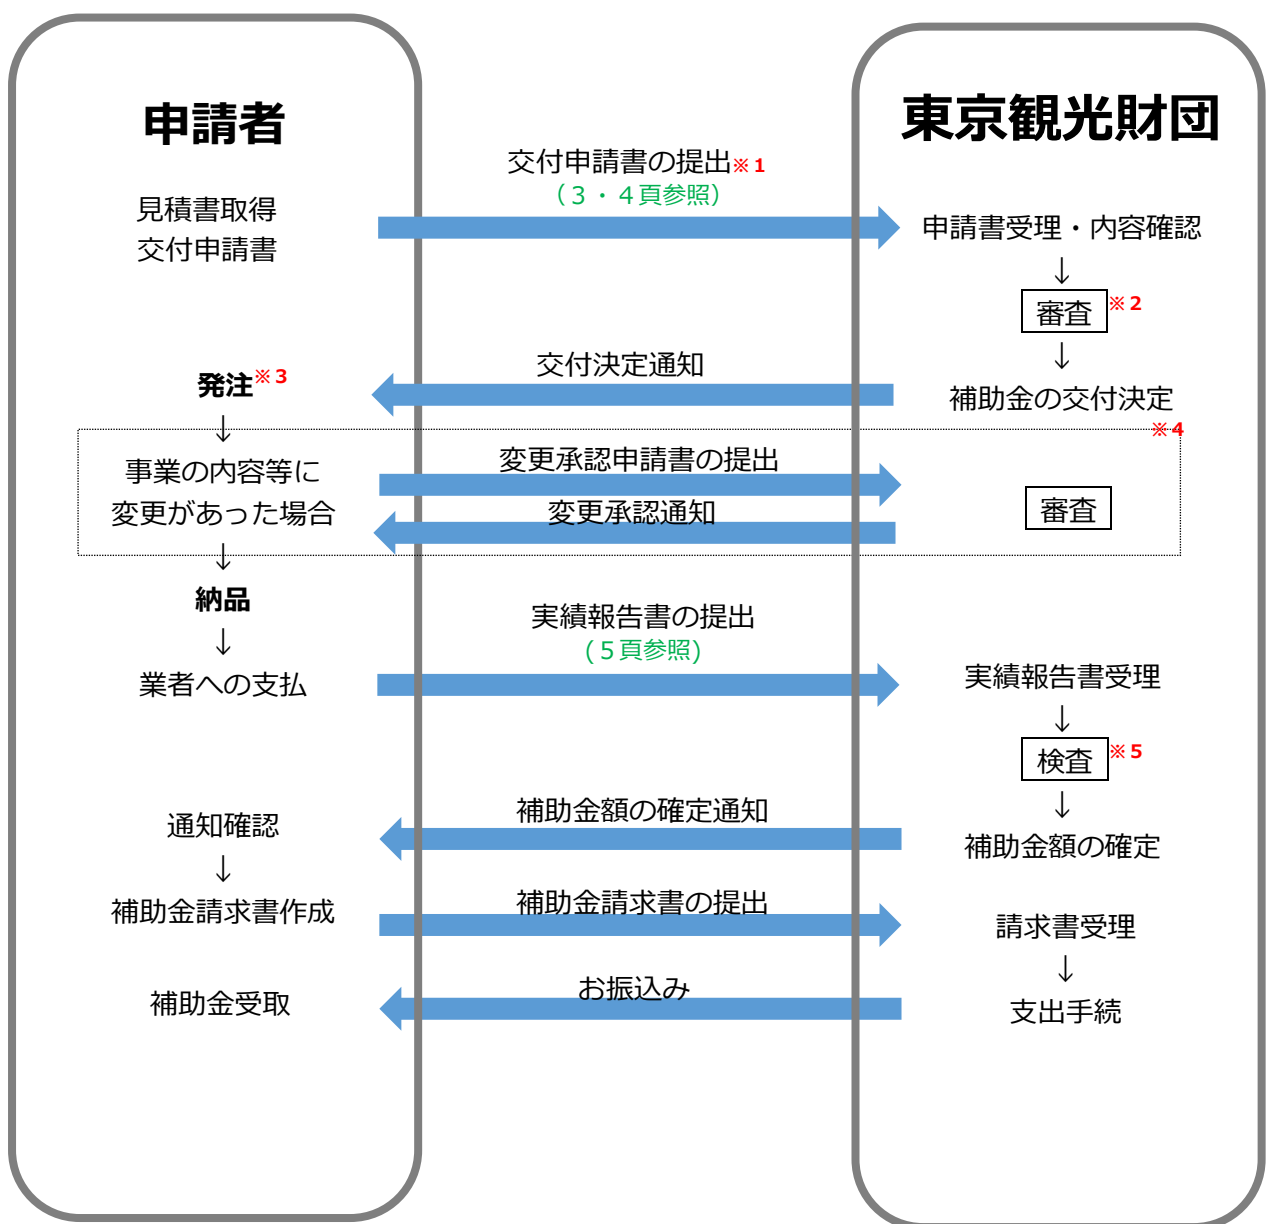 申請者
東京観光財団
交付申請書の提出※1
（3・4頁参照）
見積書取得
交付申請書
申請書受理・内容確認
↓
審査※2
↓
交付決定通知
発注※3
補助金の交付決定
↓
※4
事業の内容等に
変更があった場合
変更承認申請書の提出
変更承認通知
審査
↓
納品
↓
業者への支払
実績報告書の提出
(5頁参照)
実績報告書受理
↓
検査※5
↓
補助金額の確定
補助金額の確定通知
通知確認
↓
補助金請求書作成
補助金請求書の提出
請求書受理
↓
支出手続
お振込み
補助金受取